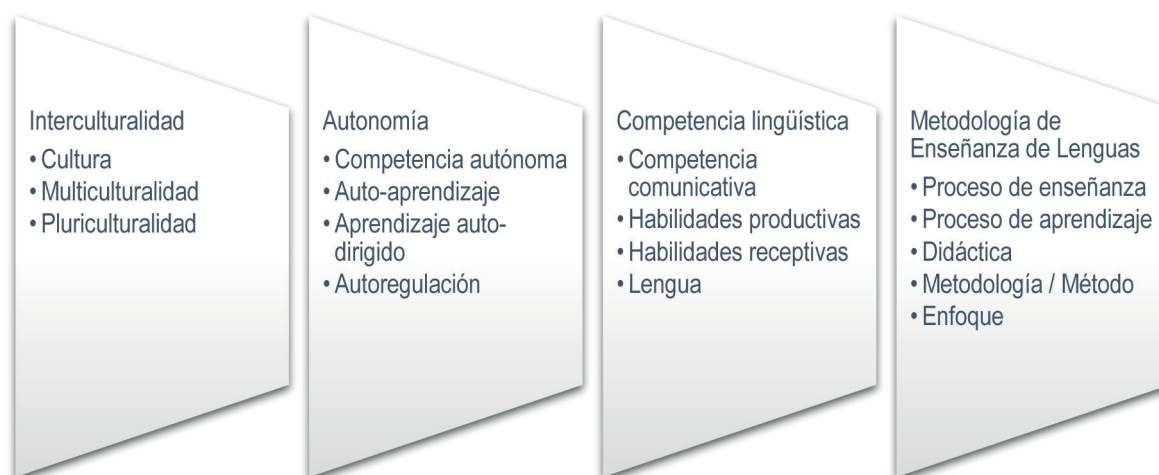 Interculturalidad
• Cultura
• Multiculturalidad
• Pluriculturalidad
Autonomía
• Competencia autónoma
• Auto-aprendizaje
• Aprendizaje auto-
dirigido
• Autoregulación
Competencia lingüística
• Competencia
comunicativa
• Habilidades productivas
• Habilidades receptivas
• Lengua
Metodología de
Enseñanza de Lenguas
• Proceso de enseñanza
• Proceso de aprendizaje
• Didáctica
• Metodología / Método
• Enfoque